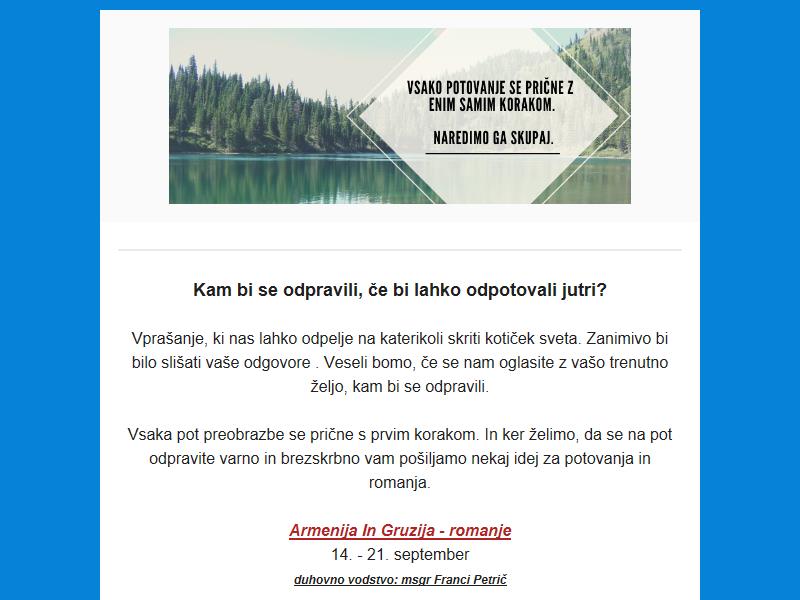 VSAKO POTOVANJE SE PRIČNE Z
ENIM SAMIM KORAKOM.
NAREDIMO GA SKUPAJ.
Kam bi se odpravili, če bi lahko odpotovali jutri?
Vprašanje, ki nas lahko odpelje na katerikoli skriti kotiček sveta. Zanimivo bi
bilo slišati vaše odgovore . Veseli bomo, če se nam oglasite z vašo trenutno
željo, kam bi se odpravili.
Vsaka pot preobrazbe se prične s prvim korakom. In ker želimo, da se na pot
odpravite varno in brezskrbno vam pošiljamo nekaj idej za potovanja in
romanja.
Armenija In Gruzija - romanje
14. - 21. september
duhovno vodstvo: msgr Franci Petrič